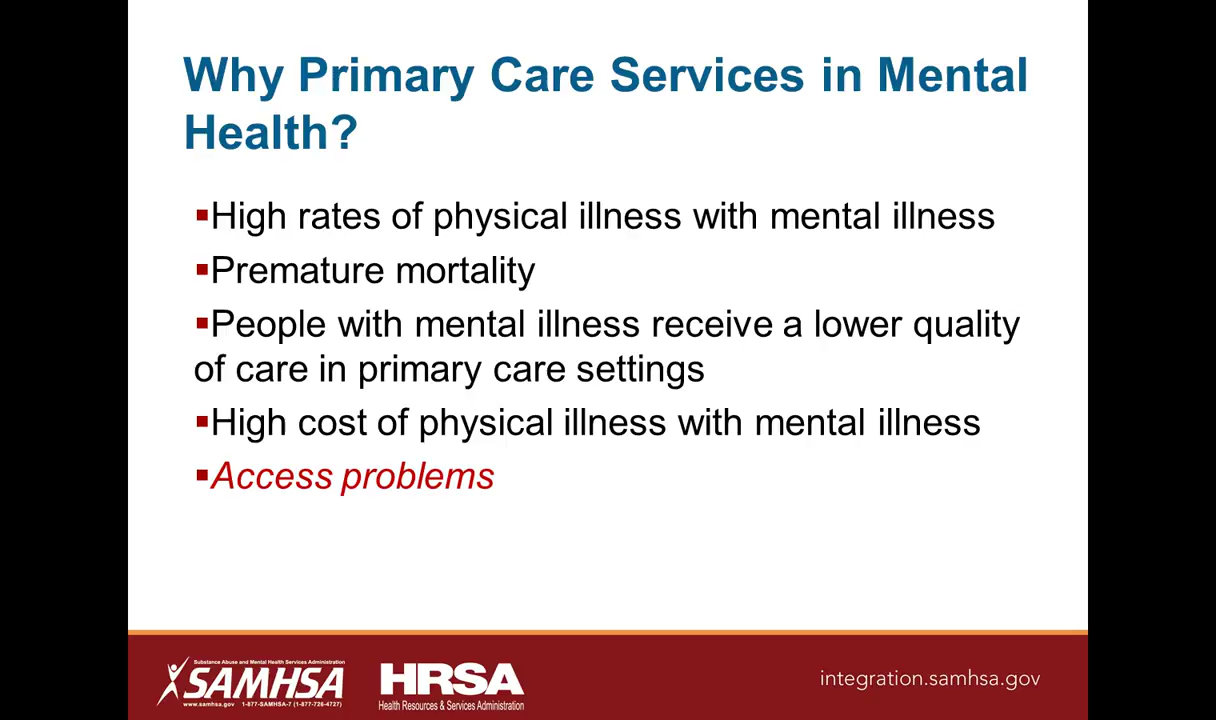 Why Primary Care Services in Mental
Health?
▪High rates of physical illness with mental illness
▪Premature mortality
▪People with mental illness receive a lower quality
of care in primary care settings
▪High cost of physical illness with mental illness
▪Access problems
Substance Abuse and Mental Health Services Administration
SAMHSA
www.samhsa.gov 1-877-SAMHSA-7 (1-877-726-4727)
HRSA
Health Resources & Services Administration
integration.samhsa.gov